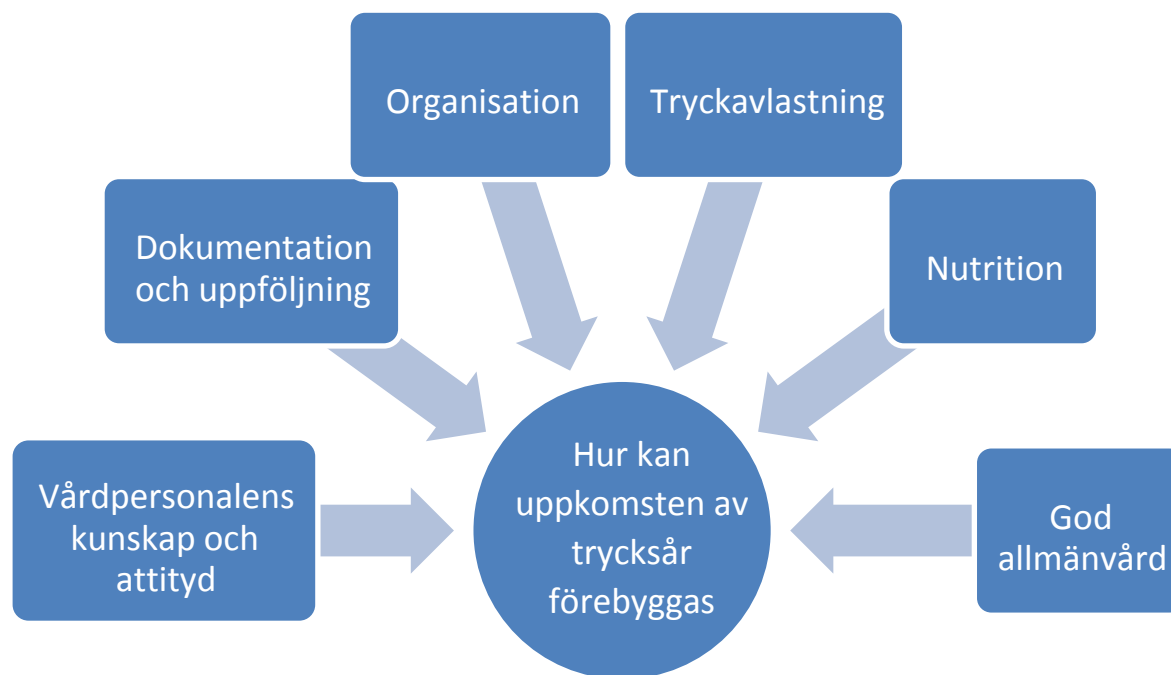 Organisation
Tryckavlastning
Dokumentation
och uppföljning
Nutrition
Vårdpersonalens
kunskap och
attityd
Hur kan
uppkomsten av
trycksår
förebyggas
God
allmänvård